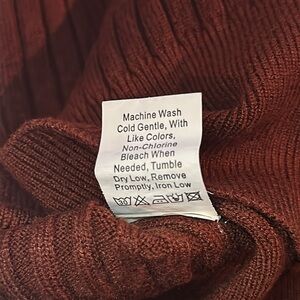 Machine Wash
Cold Gentle, With
Like Colors,
Non-Chlorine
Bleach When
Needed, Tumble
Dry Low, Remove
Promptly, Iron Low